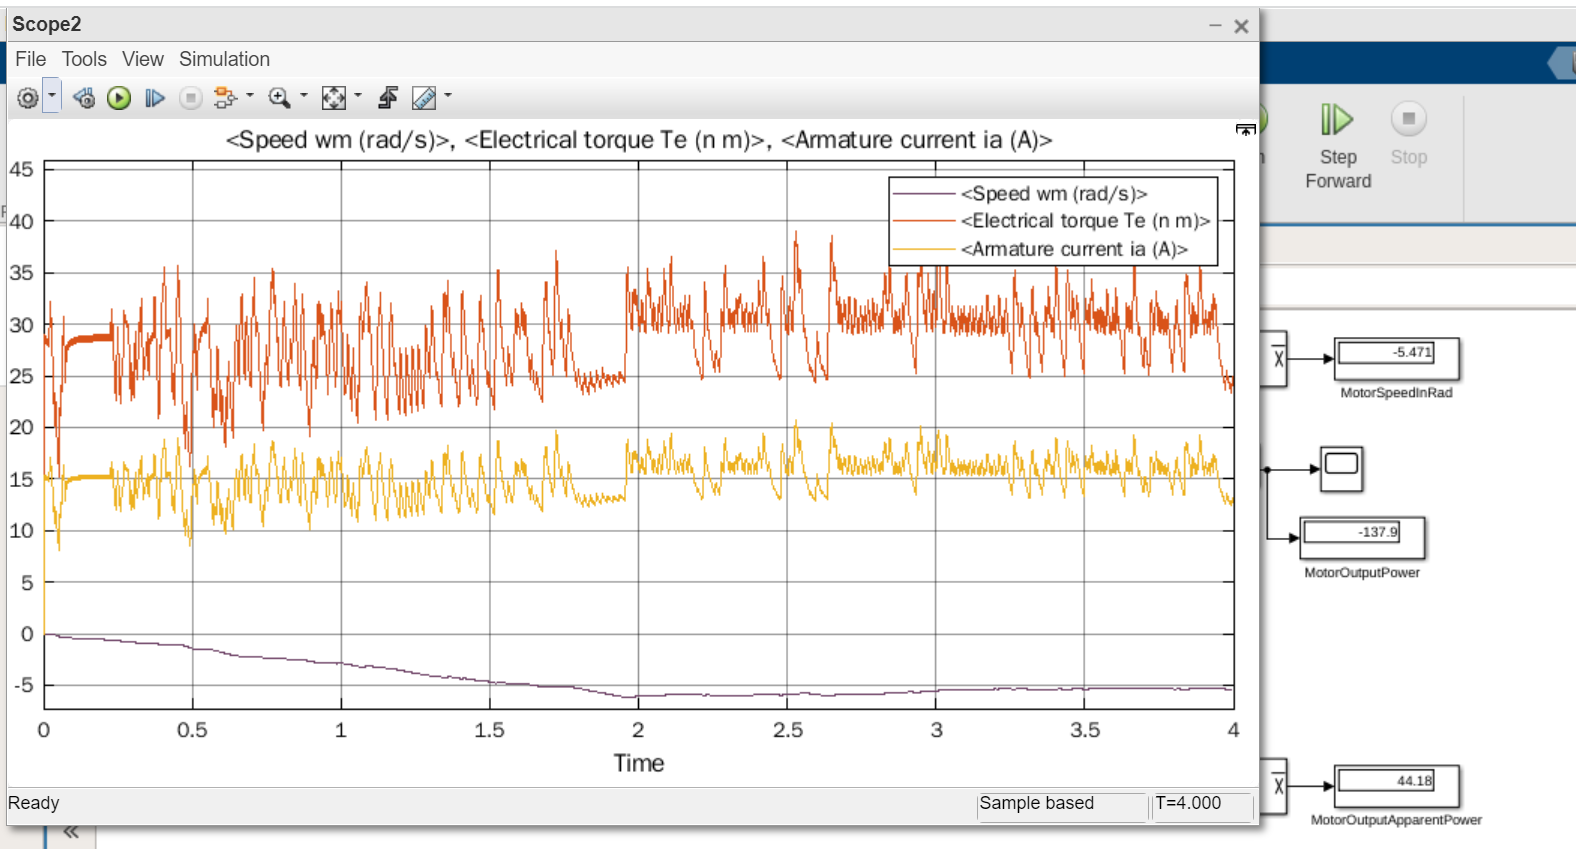 Scope2
File Tools View Simulation
<Speed wm (rad/s)>, <Electrical torque Te (n m)>, <Armature current ia (A)>
<Speed wm (rad/s)>
<Electrical torque Te (n m)>
<Armature current ia (A)>
45
40
35
30
25
20
15
10
5
0
-5
0 0.5 1 1.5 2 2.5 3 3.5 4
Time
Ready
Sample based
T=4.000
Step
Forward
Stop
x
-5.471
MotorSpeedInRad
-137.9
MotorOutputPower
x
44.18
MotorOutputApparentPower